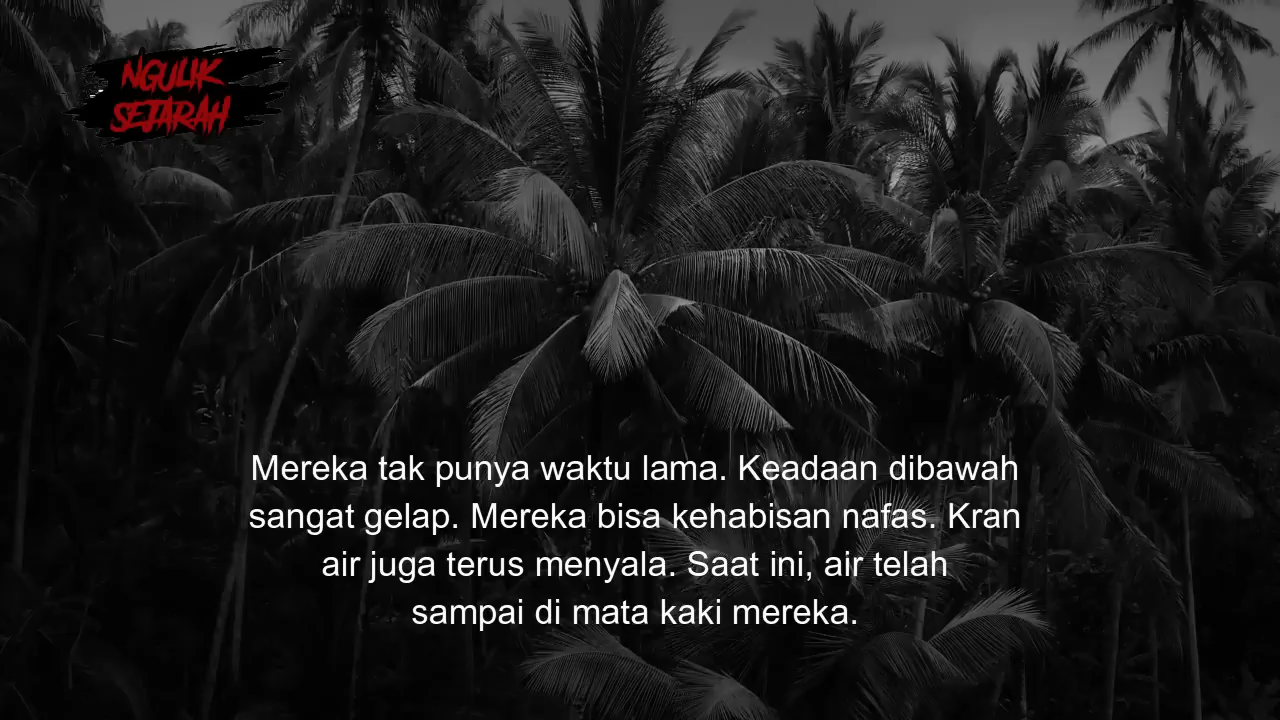 NGULIK
SEJARAH
Mereka tak punya waktu lama. Keadaan dibawah
sangat gelap. Mereka bisa kehabisan nafas. Kran
air juga terus menyala. Saat ini, air telah
sampai di mata kaki mereka.